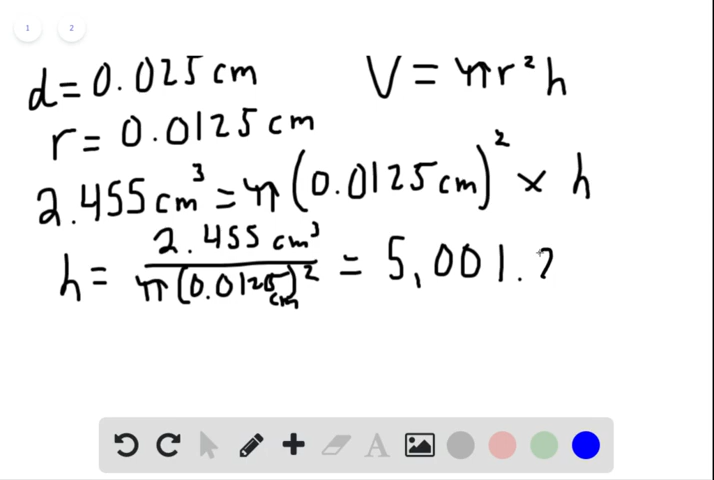 1 2
d = 0.025 cm V = πr²h
r = 0.0125 cm
2.455 cm³ = π(0.0125 cm)² × h
h = 2.455 cm³ / π(0.0125 cm)² = 5,001.2
A